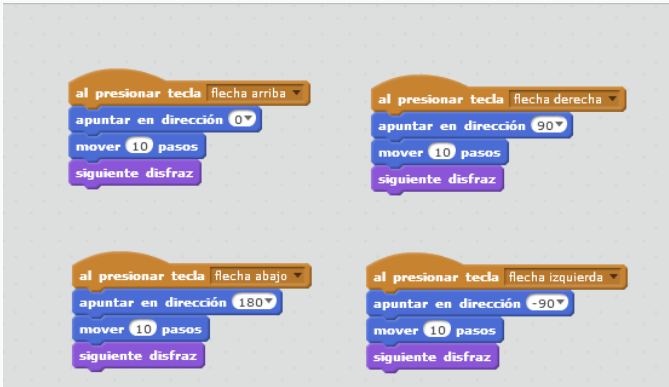 al presionar tecla flecha arriba
apuntar en dirección 0
mover 10 pasos
siguiente disfraz
al presionar tecla flecha derecha
apuntar en dirección 90
mover 10 pasos
siguiente disfraz
al presionar tecla flecha abajo
apuntar en dirección 180
mover 10 pasos
siguiente disfraz
al presionar tecla flecha izquierda
apuntar en dirección -90
mover 10 pasos
siguiente disfraz